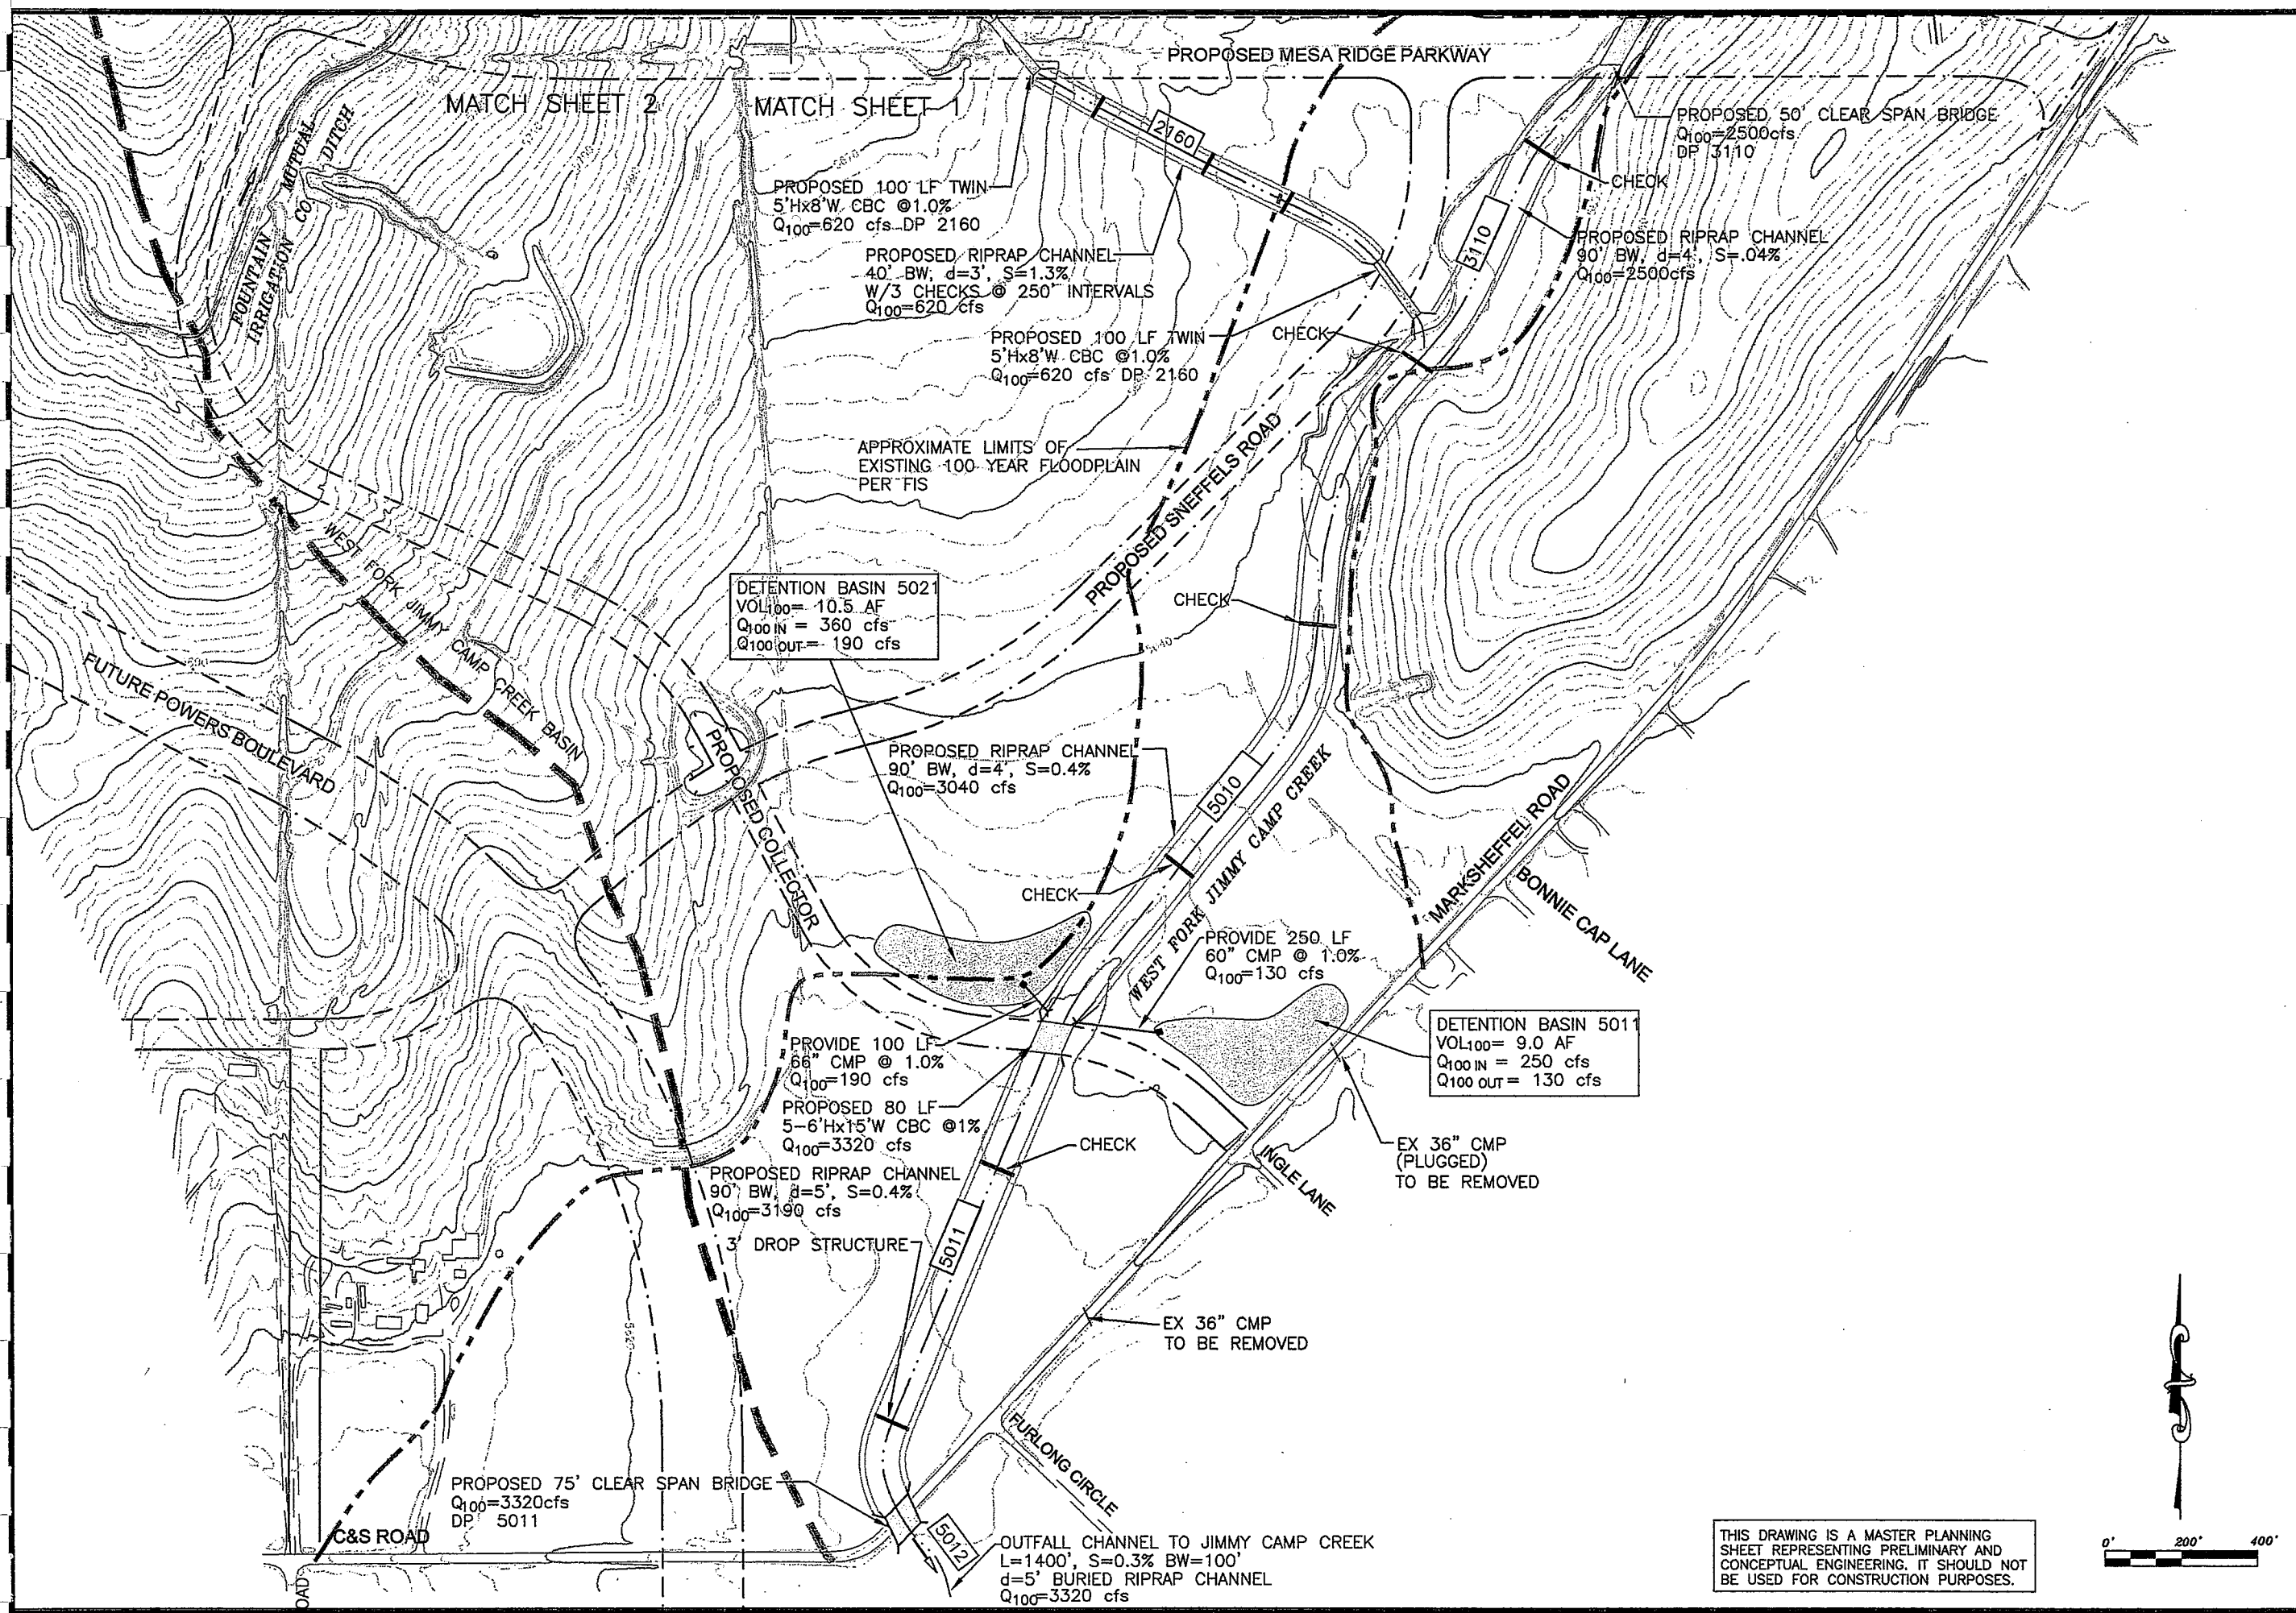 PROPOSED MESA RIDGE PARKWAY
MATCH SHEET 2
MATCH SHEET 1
FOUNTAIN MUTUAL
IRRIGATION CO. DITCH
2160
PROPOSED 50' CLEAR SPAN BRIDGE
Q100=2500cfs
DP 3110
CHECK
PROPOSED 100 LF TWIN
5'Hx8'W CBC @1.0%
Q100=620 cfs DP 2160
PROPOSED RIPRAP CHANNEL
40' BW, d=3', S=1.3%
W/3 CHECKS @ 250' INTERVALS
Q100=620 cfs
3110
PROPOSED RIPRAP CHANNEL
90' BW, d=4', S=.04%
Q100=2500cfs
PROPOSED 100 LF TWIN
5'Hx8'W CBC @1.0%
Q100=620 cfs DP 2160
CHECK
APPROXIMATE LIMITS OF
EXISTING 100 YEAR FLOODPLAIN
PER FIS
PROPOSED SNEFFELS ROAD
WEST FORK JIMMY CAMP CREEK BASIN
DETENTION BASIN 5021
VOL100= 10.5 AF
Q100 IN = 360 cfs
Q100 OUT= 190 cfs
CHECK
FUTURE POWERS BOULEVARD
PROPOSED COLLECTOR
PROPOSED RIPRAP CHANNEL
90' BW, d=4', S=0.4%
Q100=3040 cfs
5010
WEST FORK JIMMY CAMP CREEK
MARKSHEFFEL ROAD
BONNIE CAP LANE
CHECK
PROVIDE 250 LF
60" CMP @ 1.0%
Q100=130 cfs
DETENTION BASIN 5011
VOL100= 9.0 AF
Q100 IN = 250 cfs
Q100 OUT = 130 cfs
PROVIDE 100 LF
66" CMP @ 1.0%
Q100=190 cfs
PROPOSED 80 LF
5-6'Hx15'W CBC @1%
Q100=3320 cfs
CHECK
EX 36" CMP
(PLUGGED)
TO BE REMOVED
INGLE LANE
PROPOSED RIPRAP CHANNEL
90' BW, d=5', S=0.4%
Q100=3190 cfs
3' DROP STRUCTURE
5011
EX 36" CMP
TO BE REMOVED
FURLONG CIRCLE
PROPOSED 75' CLEAR SPAN BRIDGE
Q100=3320cfs
DP 5011
C&S ROAD
OAD
5012
OUTFALL CHANNEL TO JIMMY CAMP CREEK
L=1400', S=0.3% BW=100'
d=5' BURIED RIPRAP CHANNEL
Q100=3320 cfs
THIS DRAWING IS A MASTER PLANNING
SHEET REPRESENTING PRELIMINARY AND
CONCEPTUAL ENGINEERING. IT SHOULD NOT
BE USED FOR CONSTRUCTION PURPOSES.
0' 200' 400'